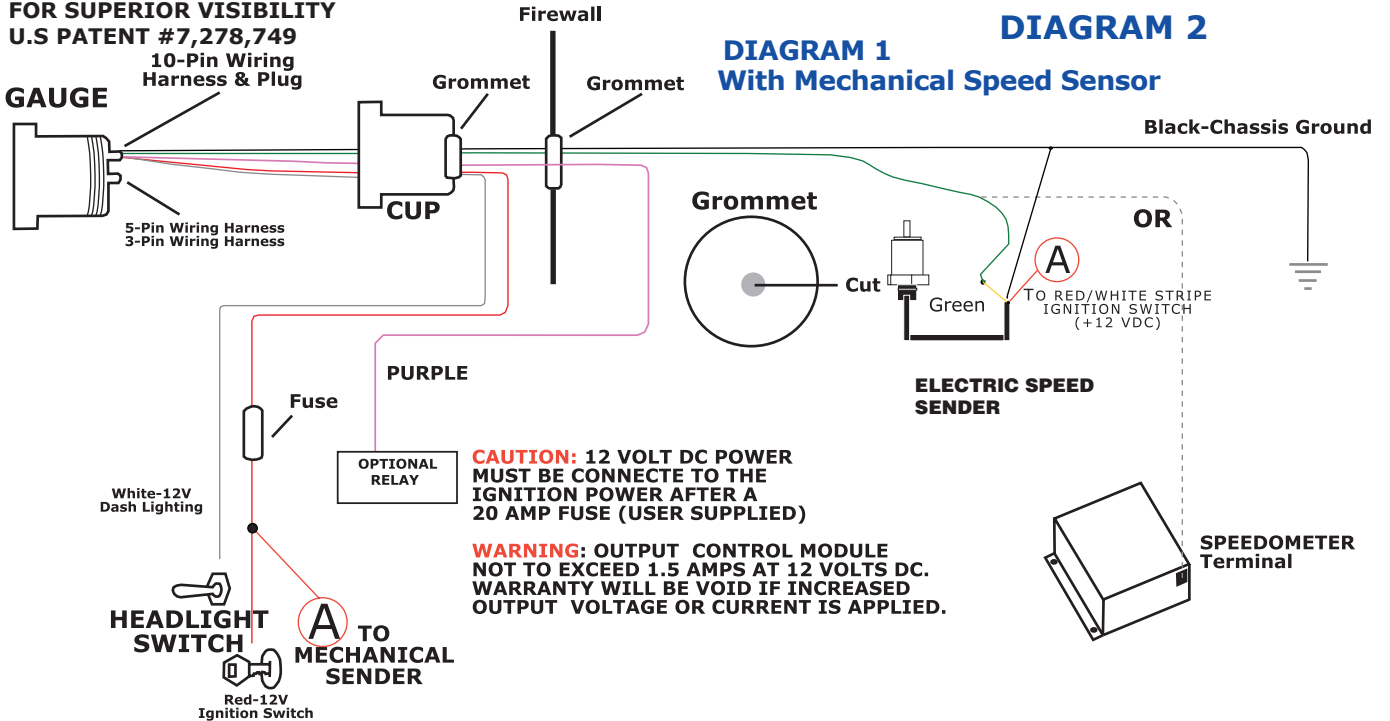 FOR SUPERIOR VISIBILITY
U.S PATENT #7,278,749
10-Pin Wiring
Harness & Plug
GAUGE
5-Pin Wiring Harness
3-Pin Wiring Harness
Grommet
CUP
Firewall
Grommet
DIAGRAM 2
DIAGRAM 1
With Mechanical Speed Sensor
Black-Chassis Ground
Grommet
Cut
OR
A
Green
TO RED/WHITE STRIPE
IGNITION SWITCH
(+12 VDC)
ELECTRIC SPEED
SENDER
PURPLE
Fuse
OPTIONAL
RELAY
CAUTION: 12 VOLT DC POWER
MUST BE CONNECTE TO THE
IGNITION POWER AFTER A
20 AMP FUSE (USER SUPPLIED)
WARNING: OUTPUT CONTROL MODULE
NOT TO EXCEED 1.5 AMPS AT 12 VOLTS DC.
WARRANTY WILL BE VOID IF INCREASED
OUTPUT VOLTAGE OR CURRENT IS APPLIED.
White-12V
Dash Lighting
HEADLIGHT
SWITCH
A
TO
MECHANICAL
SENDER
Red-12V
Ignition Switch
SPEEDOMETER
Terminal